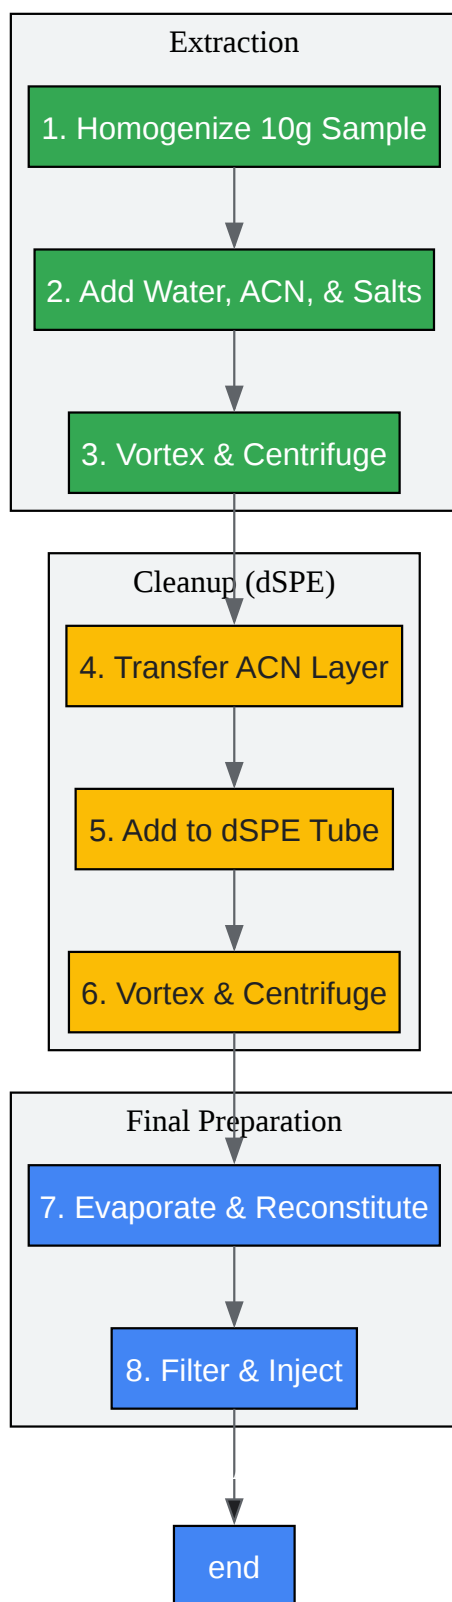 Extraction
1. Homogenize 10g Sample
2. Add Water, ACN, & Salts
3. Vortex & Centrifuge
Cleanup (dSPE)
4. Transfer ACN Layer
5. Add to dSPE Tube
6. Vortex & Centrifuge
Final Preparation
7. Evaporate & Reconstitute
8. Filter & Inject
end